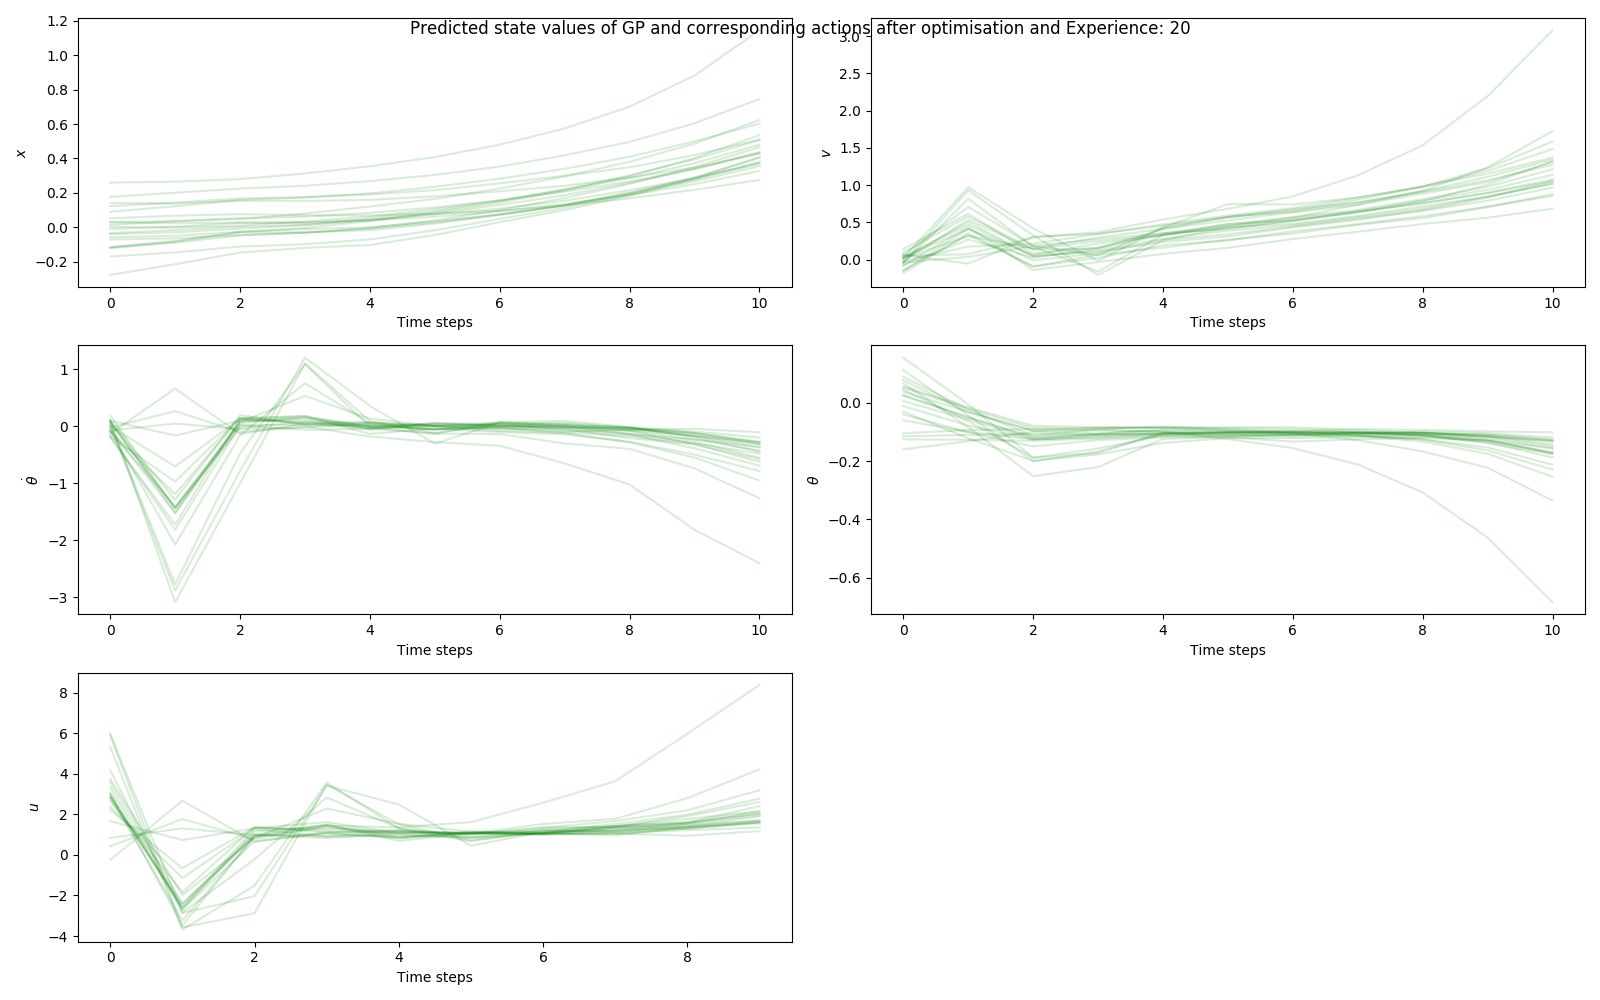 Predicted state values of GP and corresponding actions after optimisation and Experience: 20
1.2
1.0
0.8
0.6
0.4
0.2
0.0
−0.2
x
0 2 4 6 8 10
Time steps
3.0
2.5
2.0
1.5
1.0
0.5
0.0
v
0 2 4 6 8 10
Time steps
1
0
−1
−2
−3
θ̇
0 2 4 6 8 10
Time steps
0.0
−0.2
−0.4
−0.6
θ
0 2 4 6 8 10
Time steps
8
6
4
2
0
−2
−4
u
0 2 4 6 8
Time steps